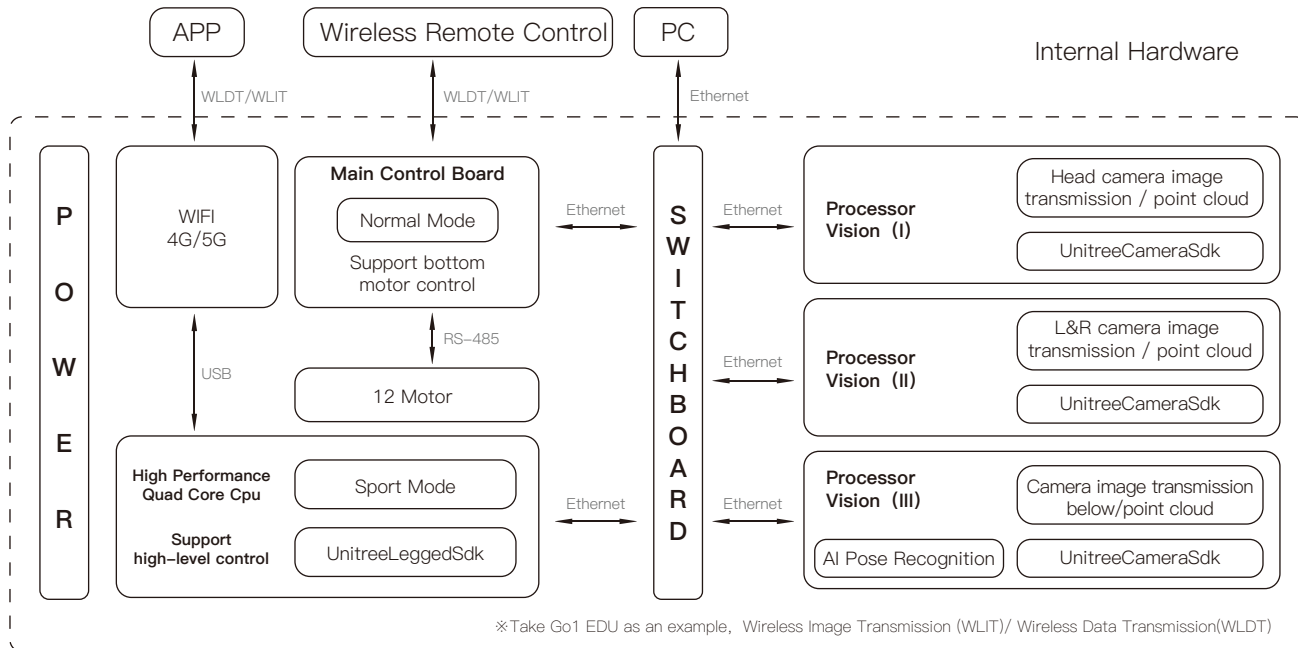 APP
Wireless Remote Control
PC
Internal Hardware
WLDT/WLIT
WLDT/WLIT
Ethernet
POWER
WIFI
4G/5G
Main Control Board
Normal Mode
Support bottom
motor control
Ethernet
SWITCHBOARD
Ethernet
Processor
Vision (I)
Head camera image
transmission / point cloud
UnitreeCameraSdk
USB
RS-485
12 Motor
Ethernet
Processor
Vision (II)
L&R camera image
transmission / point cloud
UnitreeCameraSdk
High Performance
Quad Core Cpu
Sport Mode
Support
high-level control
UnitreeLeggedSdk
Ethernet
Ethernet
Processor
Vision (III)
Camera image transmission
below/point cloud
AI Pose Recognition
UnitreeCameraSdk
※Take Go1 EDU as an example, Wireless Image Transmission (WLIT)/ Wireless Data Transmission(WLDT)